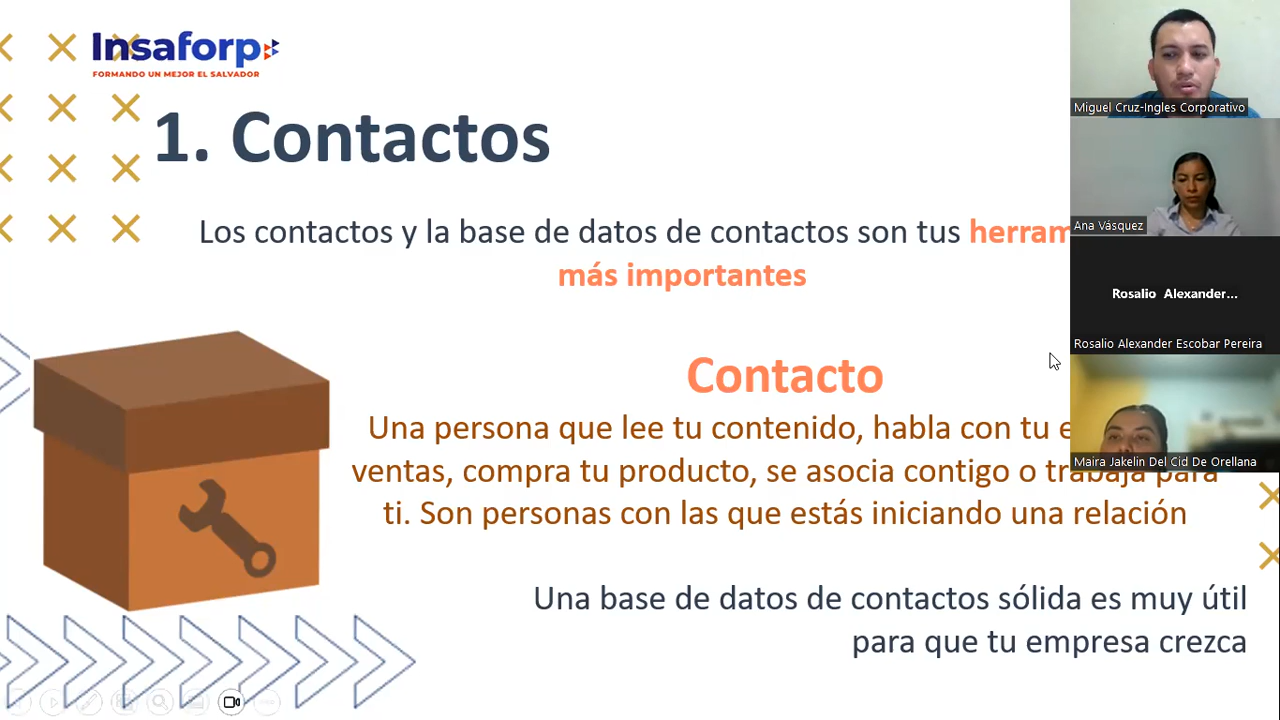 Insaforp
FORMANDO UN MEJOR EL SALVADOR
1. Contactos
Los contactos y la base de datos de contactos son tus
más importantes
Contacto
Una persona que lee tu contenido, habla con tu
ventas, compra tu producto, se asocia contigo o trabaja para
ti. Son personas con las que estás iniciando una relación
Una base de datos de contactos sólida es muy útil
para que tu empresa crezca
Miguel Cruz-Ingles Corporativo
Ana Vásquez
Rosalio Alexander...
Rosalio Alexander Escobar Pereira
Maira Jakelin Del Cid De Orellana